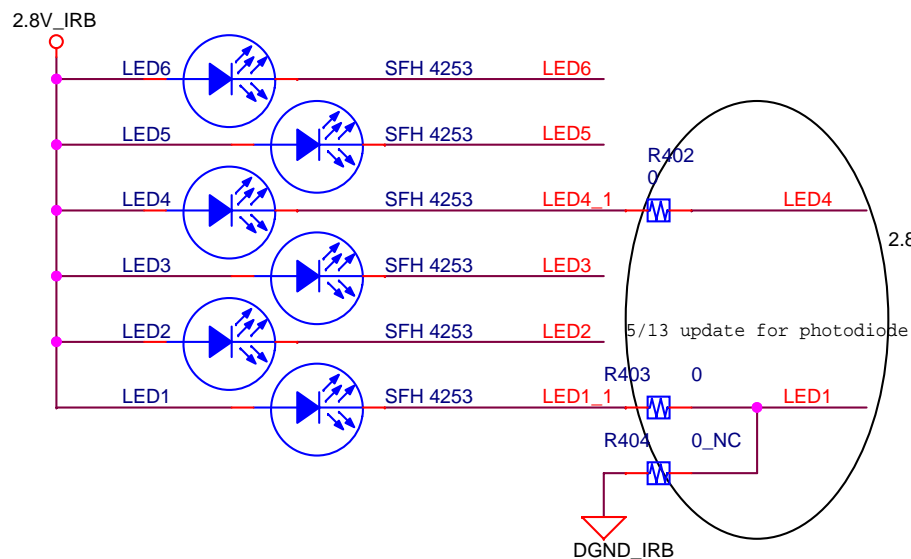 2.8V_IRB
LED6 SFH 4253 LED6
LED5 SFH 4253 LED5
R402
0
LED4 SFH 4253 LED4_1 LED4
2.8
LED3 SFH 4253 LED3
5/13 update for photodiode
LED2 SFH 4253 LED2
R403 0
LED1 SFH 4253 LED1_1 LED1
R404 0_NC
DGND_IRB